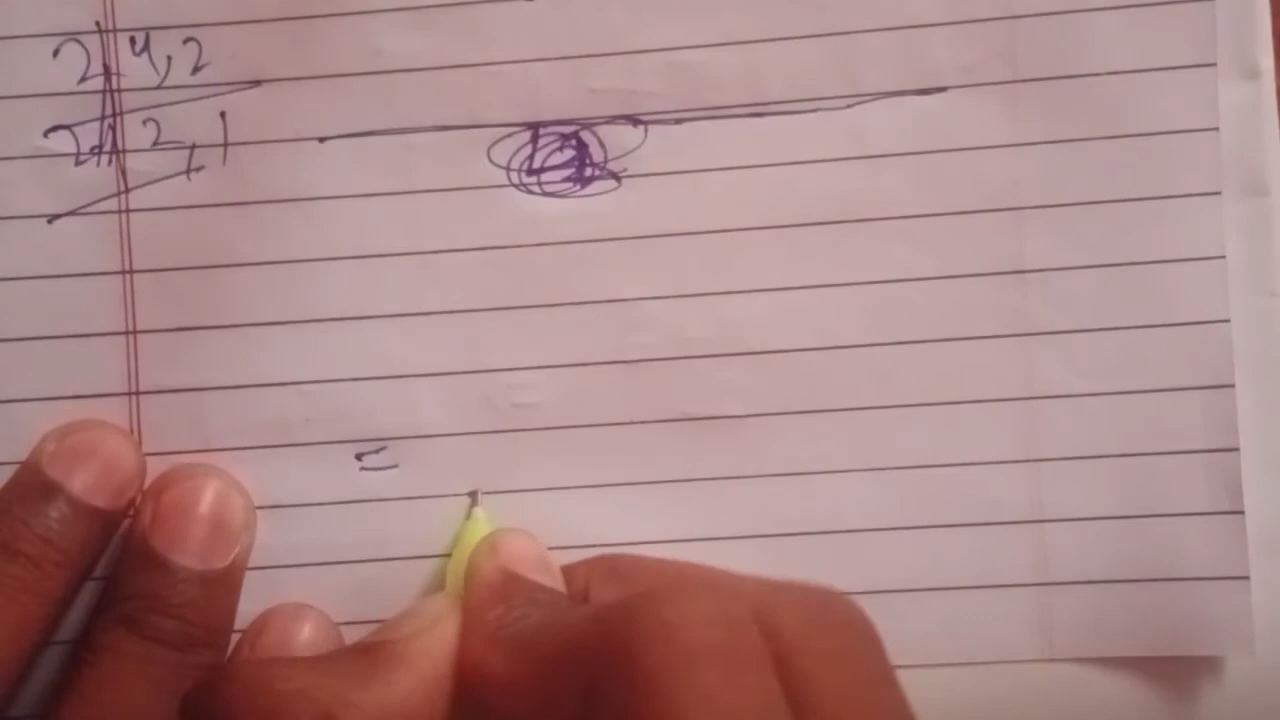 2 4, 2
2 2, 1
=